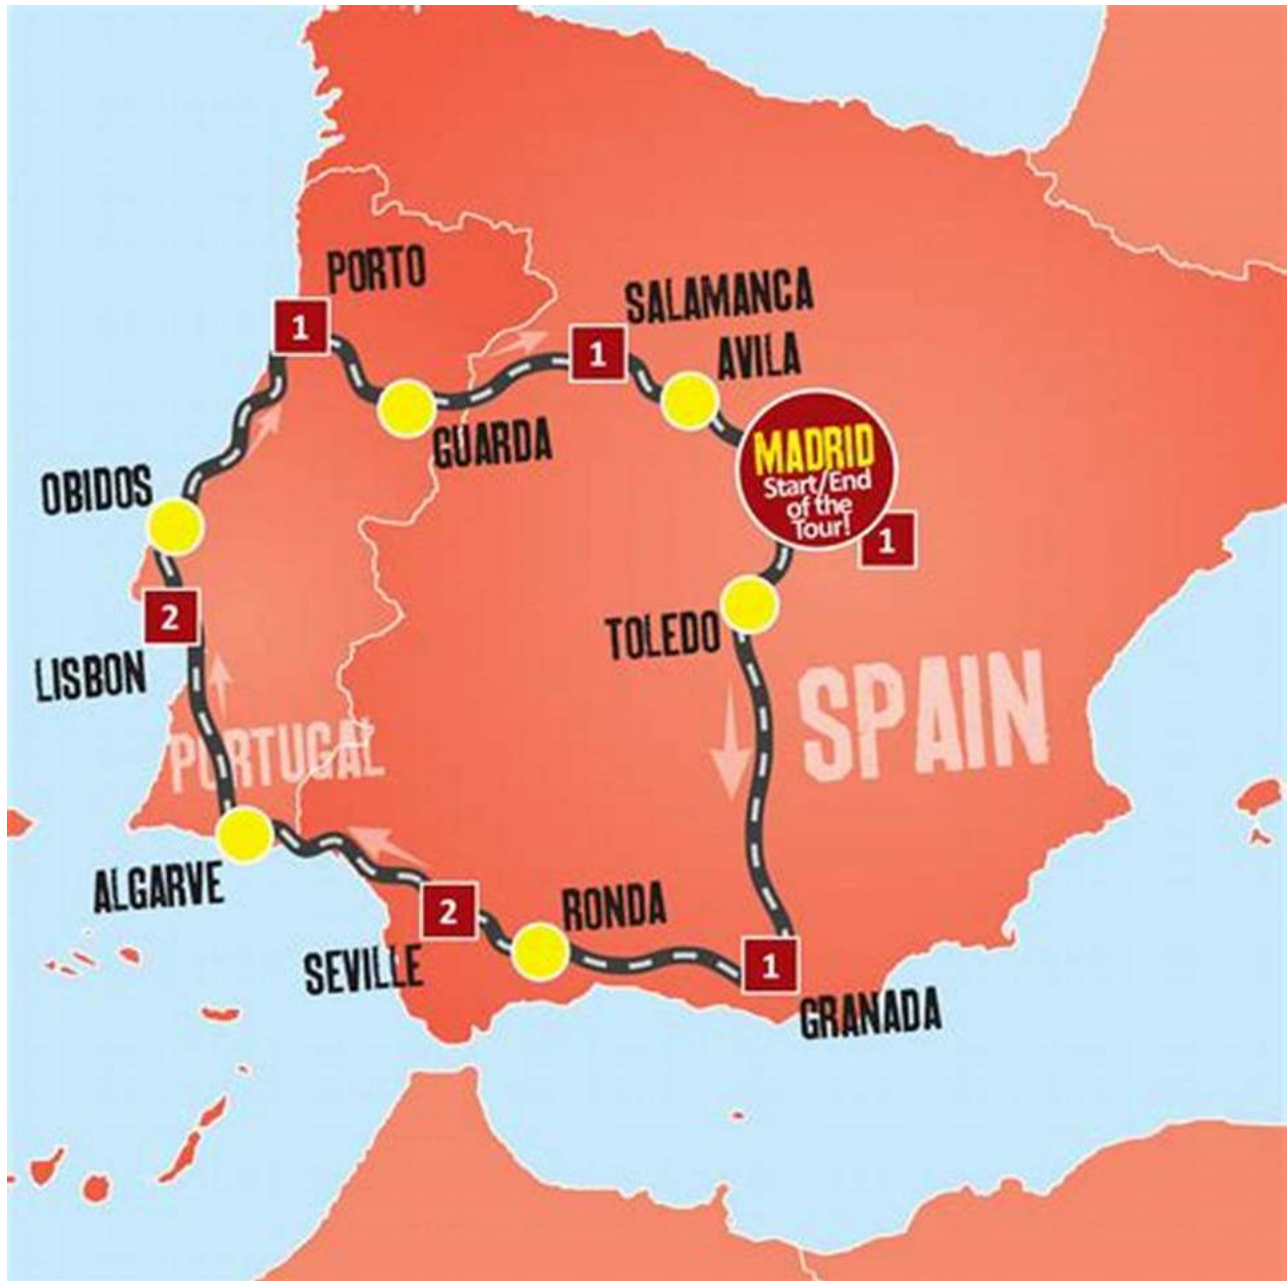 PORTO
1
SALAMANCA
1
AVILA
GUARDA
MADRID
Start/End
of the
Tour!
1
OBIDOS
2
LISBON
TOLEDO
SPAIN
PORTUGAL
ALGARVE
2
SEVILLE
RONDA
1
GRANADA